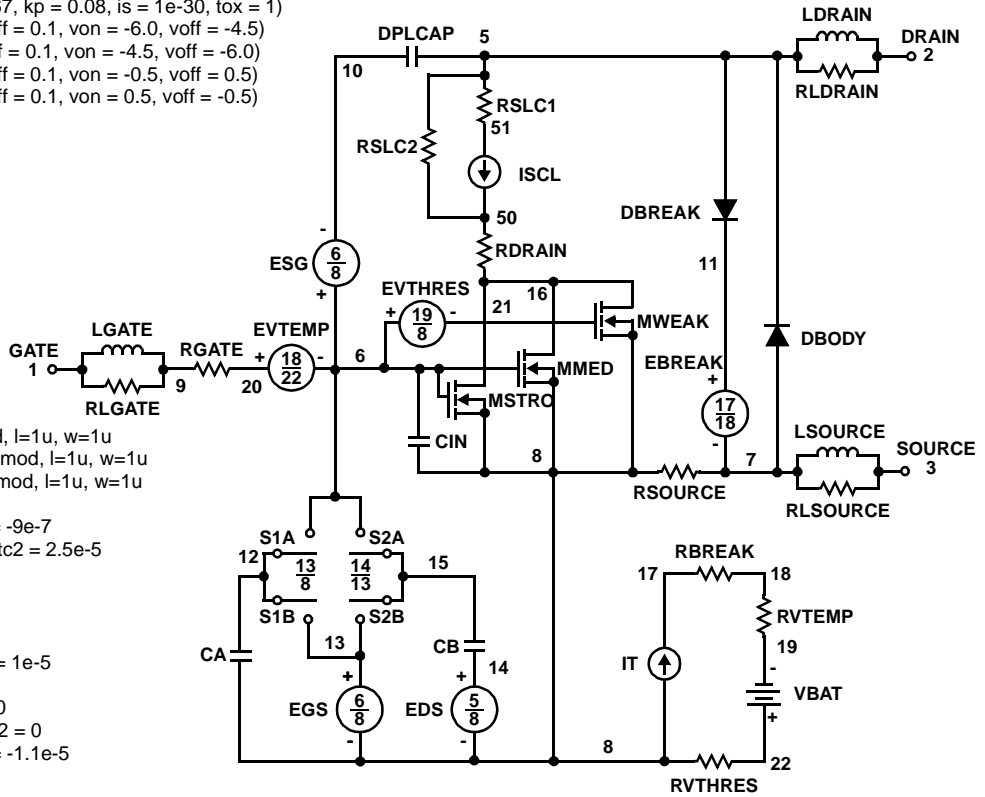 67, kp = 0.08, is = 1e-30, tox = 1)
off = 0.1, von = -6.0, voff = -4.5)
f = 0.1, von = -4.5, voff = -6.0)
ff = 0.1, von = -0.5, voff = 0.5)
ff = 0.1, von = 0.5, voff = -0.5)
DPLCAP
5
10
LDRAIN
DRAIN
2
RLDRAIN
RSLC1
51
RSLC2
ISCL
50
DBREAK
RDRAIN
ESG
-
6
8
+
11
EVTHRES
+
19
8
-
16
21
MWEAK
DBODY
LGATE
EVTEMP
GATE
1
RGATE
+
18
22
-
6
9
20
RLGATE
MMED
MSTRO
EBREAK
+
17
18
-
CIN
8
7
LSOURCE
SOURCE
3
RSOURCE
RLSOURCE
d, l=1u, w=1u
mod, l=1u, w=1u
mod, l=1u, w=1u
= -9e-7
tc2 = 2.5e-5
= 1e-5
0
2 = 0
= -1.1e-5
S1A
S2A
12
13
8
14
13
15
S1B
S2B
13
CA
CB
14
+
EGS
6
8
-
+
EDS
5
8
-
RBREAK
17
18
RVTEMP
19
IT
-
VBAT
+
8
22
RVTHRES